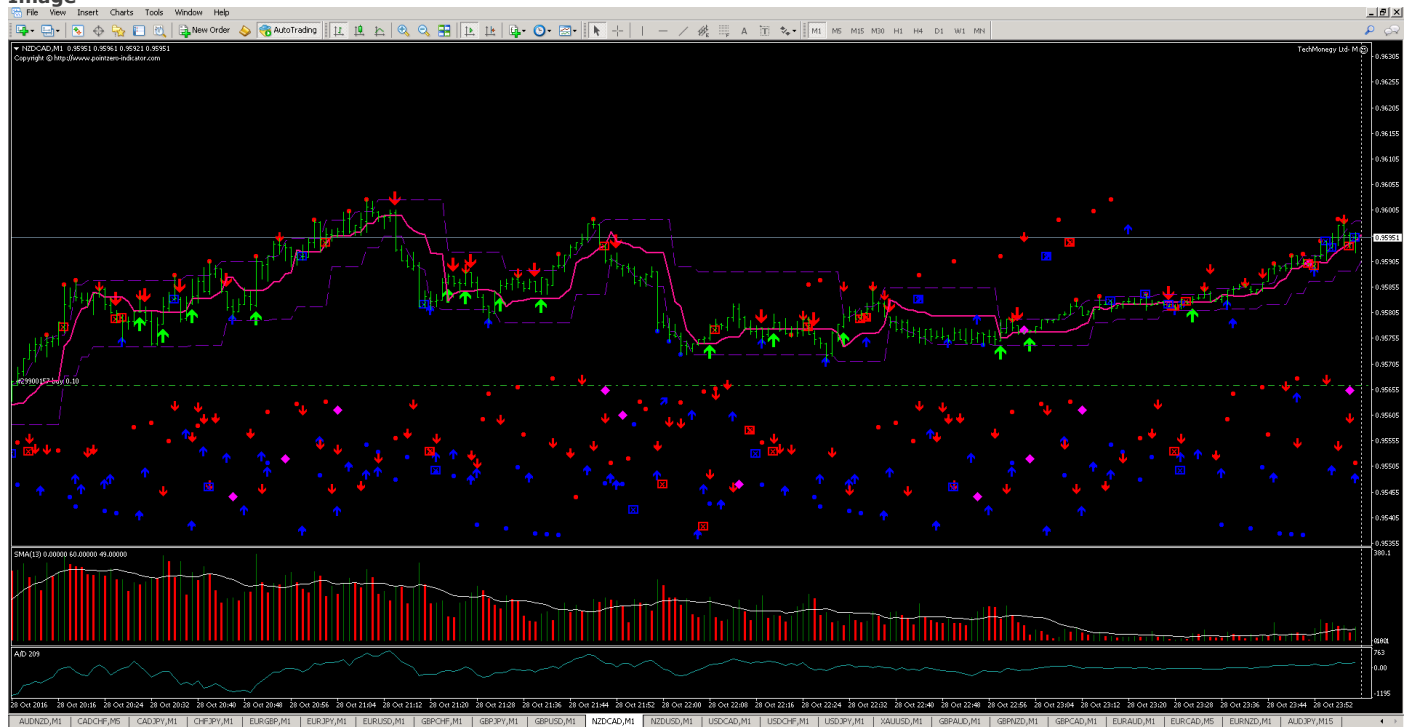 Image
File View Insert Charts Tools Window Help
New Order AutoTrading M1 M5 M15 M30 H1 H4 D1 W1 MN
NZDCAD,M1 0.95951 0.95961 0.95921 0.95951
TechMonegy Ltd- M
Copyright © http://www.pointzero-indicator.com
0.96305
0.96255
0.96205
0.96155
0.96105
0.96055
0.96005
0.95951
0.95905
0.95855
0.95805
0.95755
0.95705
#29900157 buy 0.10
0.95655
0.95605
0.95555
0.95505
0.95455
0.95405
0.95355
SMA(13) 0.00000 60.00000 49.00000
380.1
A/D 209
763
0.00
-1195
28 Oct 2016 28 Oct 20:16 28 Oct 20:24 28 Oct 20:32 28 Oct 20:40 28 Oct 20:48 28 Oct 20:56 28 Oct 21:04 28 Oct 21:12 28 Oct 21:20 28 Oct 21:28 28 Oct 21:36 28 Oct 21:44 28 Oct 21:52 28 Oct 22:00 28 Oct 22:08 28 Oct 22:16 28 Oct 22:24 28 Oct 22:32 28 Oct 22:40 28 Oct 22:48 28 Oct 22:56 28 Oct 23:04 28 Oct 23:12 28 Oct 23:20 28 Oct 23:28 28 Oct 23:36 28 Oct 23:44 28 Oct 23:52
AUDNZD,M1 CADCHF,M5 CADJPY,M1 CHFJPY,M1 EURGBP,M1 EURJPY,M1 EURUSD,M1 GBPCHF,M1 GBPJPY,M1 GBPUSD,M1 NZDCAD,M1 NZDUSD,M1 USDCAD,M1 USDCHF,M1 USDJPY,M1 XAUUSD,M1 GBPAUD,M1 GBPNZD,M1 GBPCAD,M1 EURAUD,M1 EURCAD,M5 EURNZD,M1 AUDJPY,M15